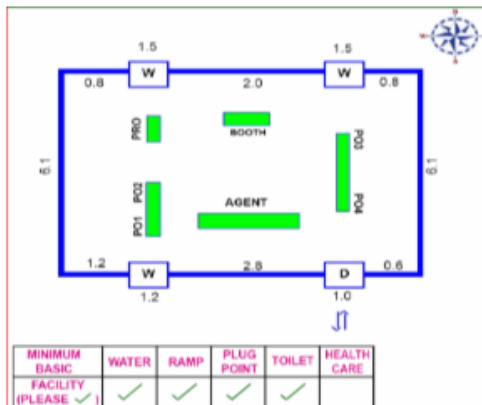 1.5 1.5
W W
0.8 2.0 0.8
PRO
BOOTH
PO3
6.1 6.1
PO2
PO4
AGENT
PO1
1.2 2.8 0.6
W D
1.2 1.0
MINIMUM BASIC WATER RAMP PLUG POINT TOILET HEALTH CARE
FACILITY (PLEASE ✓) ✓ ✓ ✓ ✓